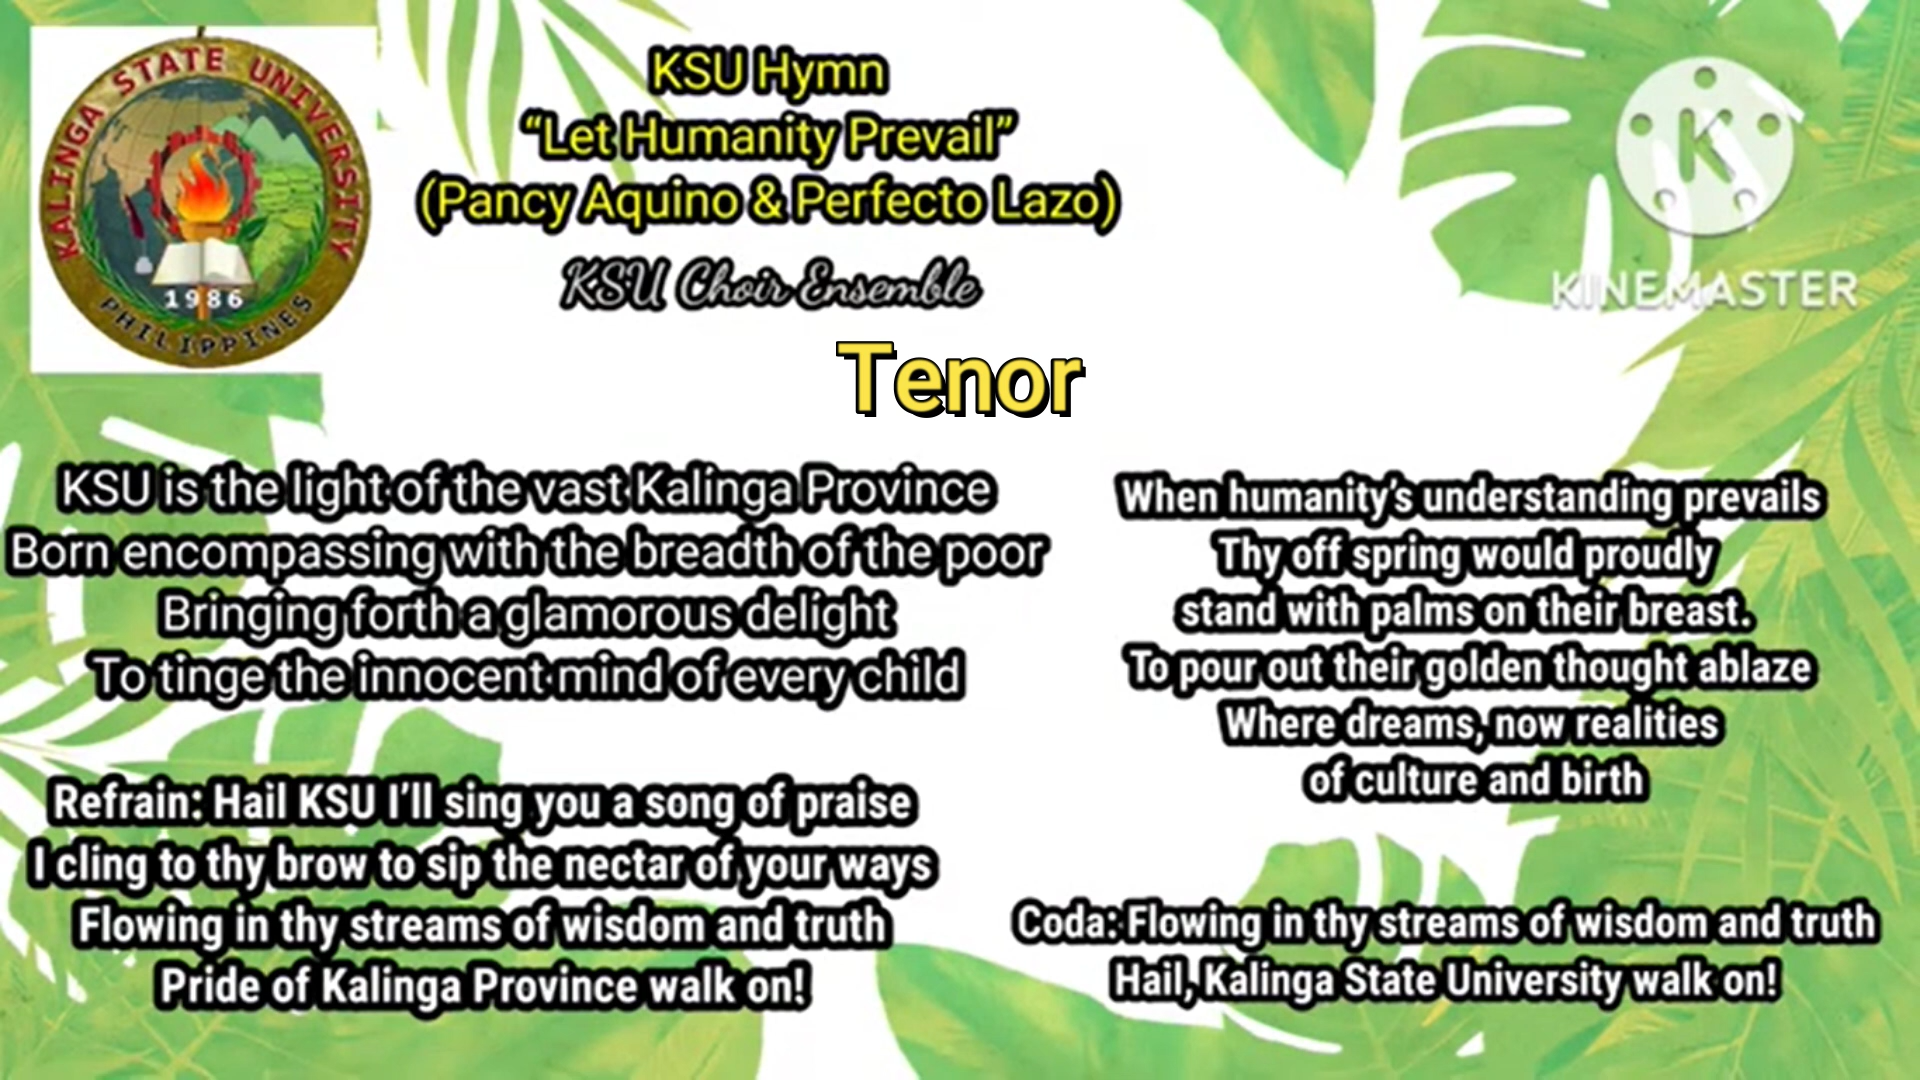 KALINGA STATE UNIVERSITY
1986
PHILIPPINES
KSU Hymn
“Let Humanity Prevail”
(Pancy Aquino & Perfecto Lazo)
KSU Choir Ensemble
K
KINEMASTER
Tenor
KSU is the light of the vast Kalinga Province
Born encompassing with the breadth of the poor
Bringing forth a glamorous delight
To tinge the innocent mind of every child
Refrain: Hail KSU I’ll sing you a song of praise
I cling to thy brow to sip the nectar of your ways
Flowing in thy streams of wisdom and truth
Pride of Kalinga Province walk on!
When humanity’s understanding prevails
Thy off spring would proudly
stand with palms on their breast.
To pour out their golden thought ablaze
Where dreams, now realities
of culture and birth
Coda: Flowing in thy streams of wisdom and truth
Hail, Kalinga State University walk on!